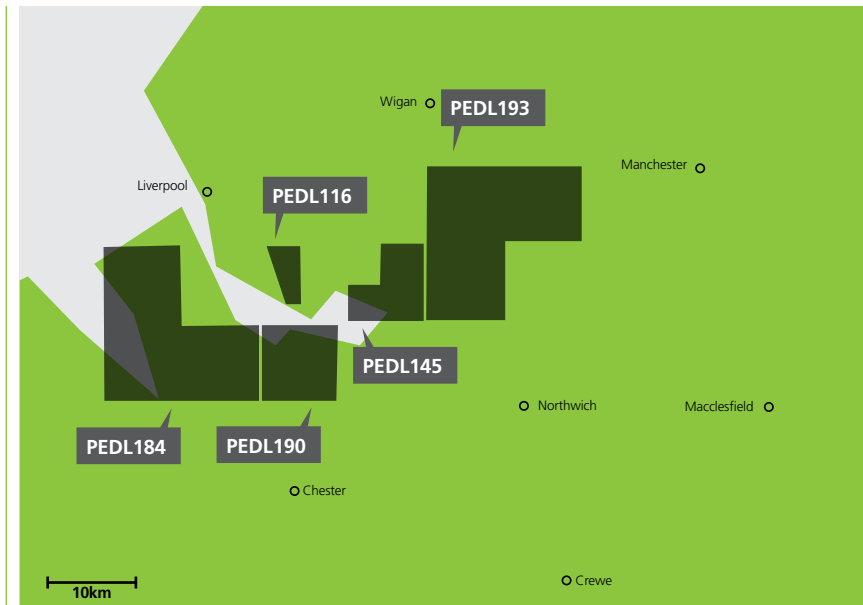 Wigan
PEDL193
Manchester
Liverpool
PEDL116
PEDL145
Northwich
Macclesfield
PEDL184
PEDL190
Chester
Crewe
10km